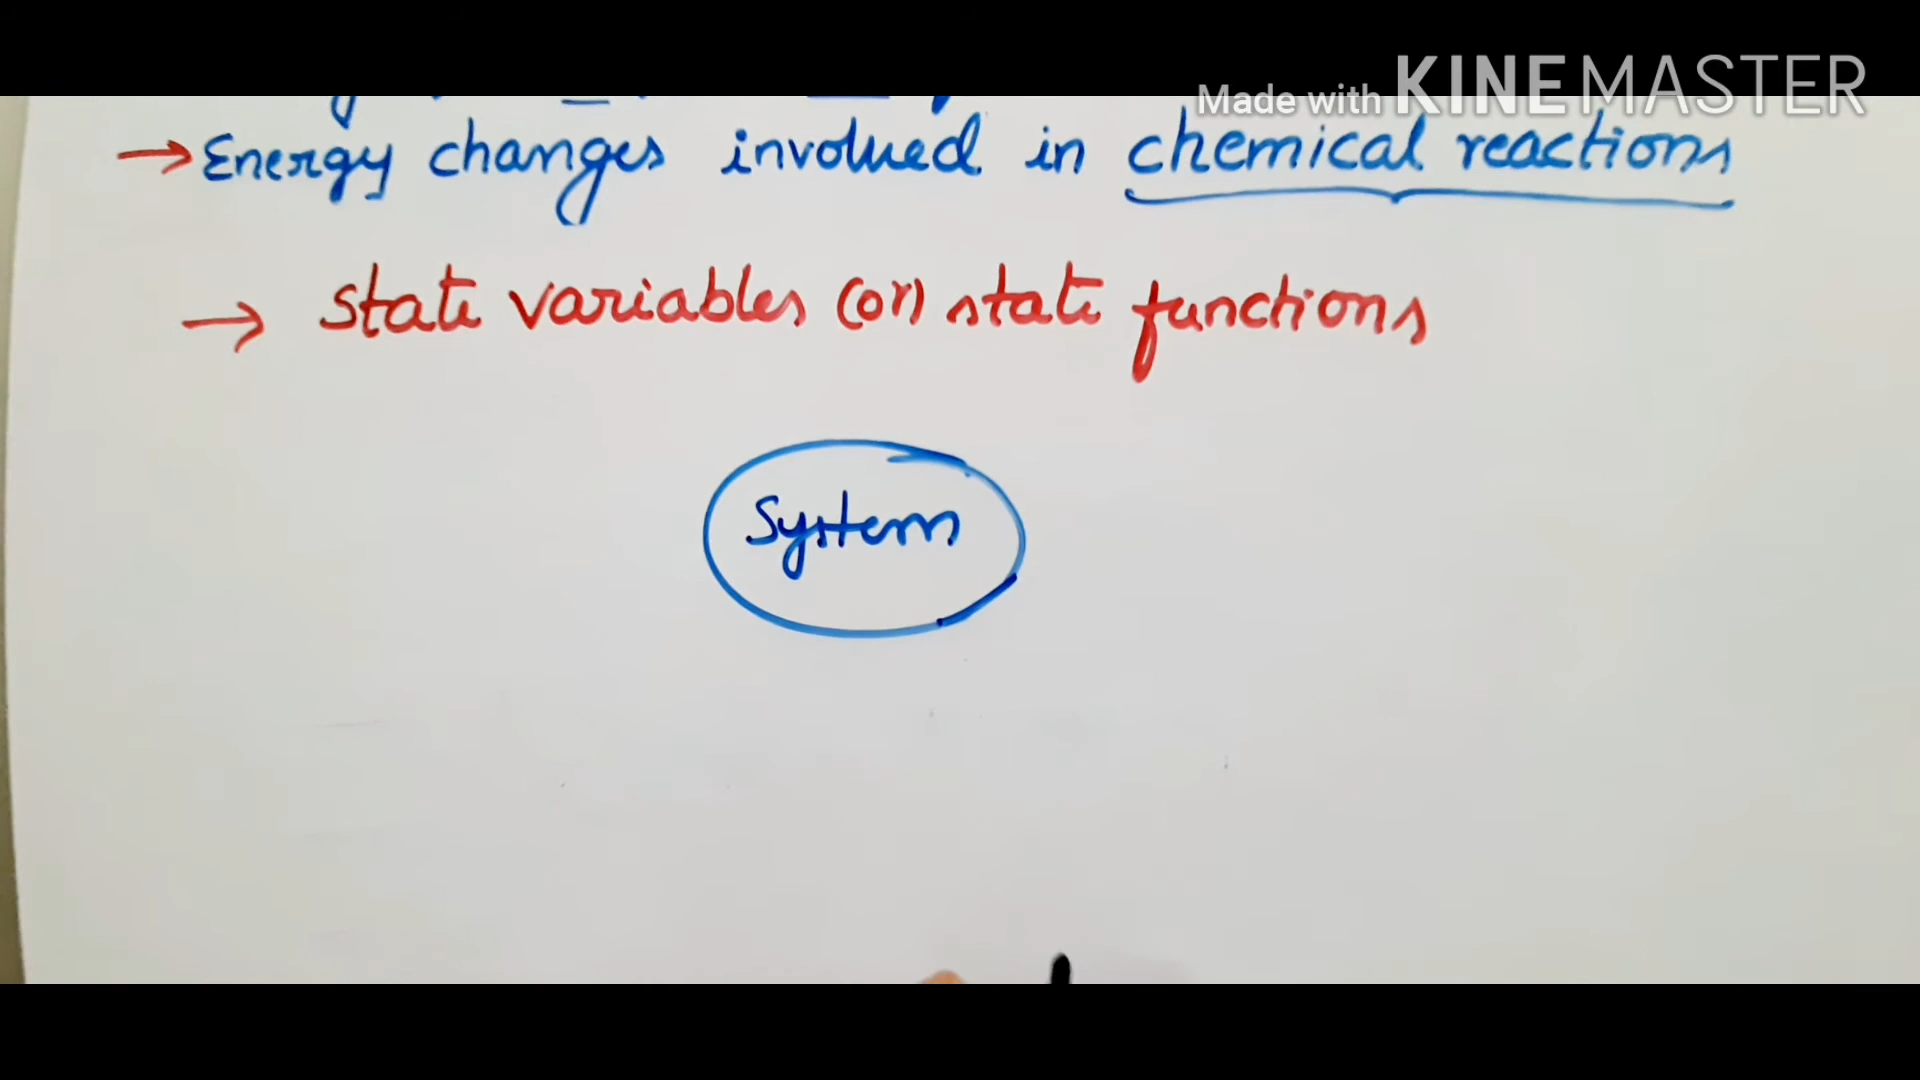 Made with KINEMASTER
→ Energy changes involved in chemical reactions
→ state variables (or) state functions
System